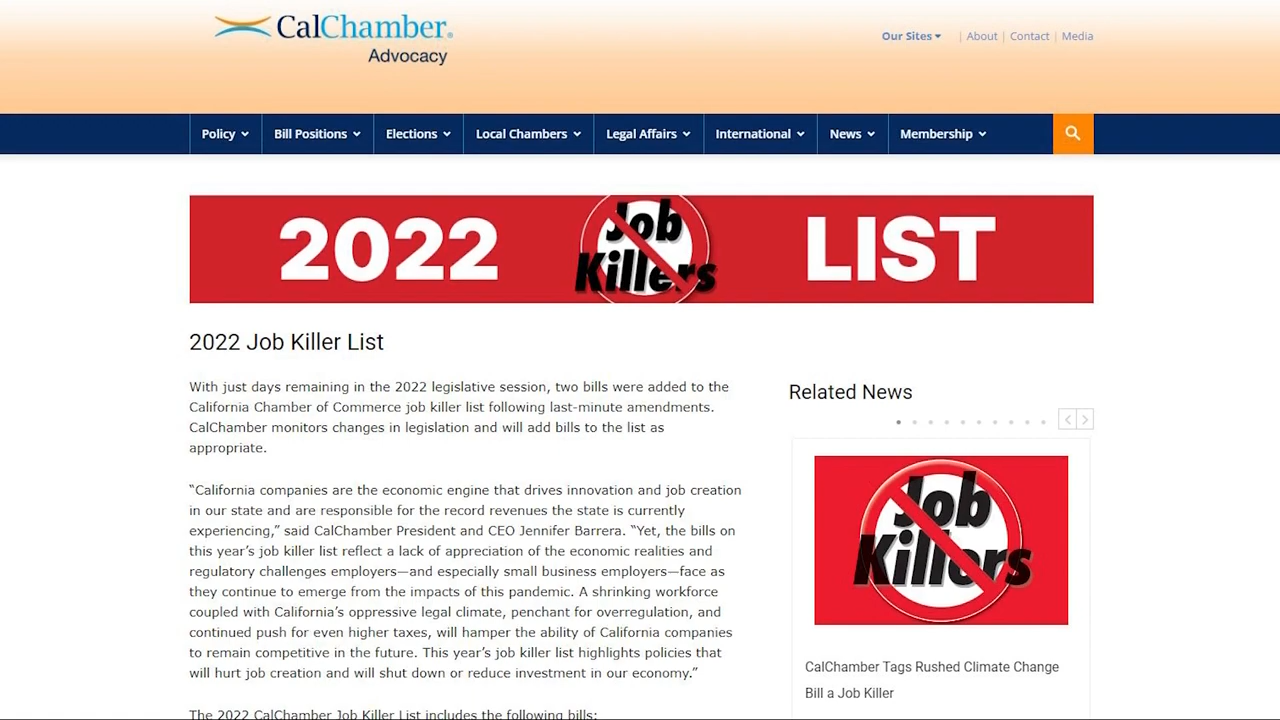 CalChamber®
Advocacy
Our Sites
About
Contact
Media
Policy
Bill Positions
Elections
Local Chambers
Legal Affairs
International
News
Membership
2022
Job
Killers
LIST
2022 Job Killer List
With just days remaining in the 2022 legislative session, two bills were added to the
California Chamber of Commerce job killer list following last-minute amendments.
CalChamber monitors changes in legislation and will add bills to the list as
appropriate.
“California companies are the economic engine that drives innovation and job creation
in our state and are responsible for the record revenues the state is currently
experiencing,” said CalChamber President and CEO Jennifer Barrera. “Yet, the bills on
this year’s job killer list reflect a lack of appreciation of the economic realities and
regulatory challenges employers—and especially small business employers—face as
they continue to emerge from the impacts of this pandemic. A shrinking workforce
coupled with California’s oppressive legal climate, penchant for overregulation, and
continued push for even higher taxes, will hamper the ability of California companies
to remain competitive in the future. This year’s job killer list highlights policies that
will hurt job creation and will shut down or reduce investment in our economy.”
The 2022 CalChamber Job Killer List includes the following bills:
Related News
Job
Killers
CalChamber Tags Rushed Climate Change
Bill a Job Killer